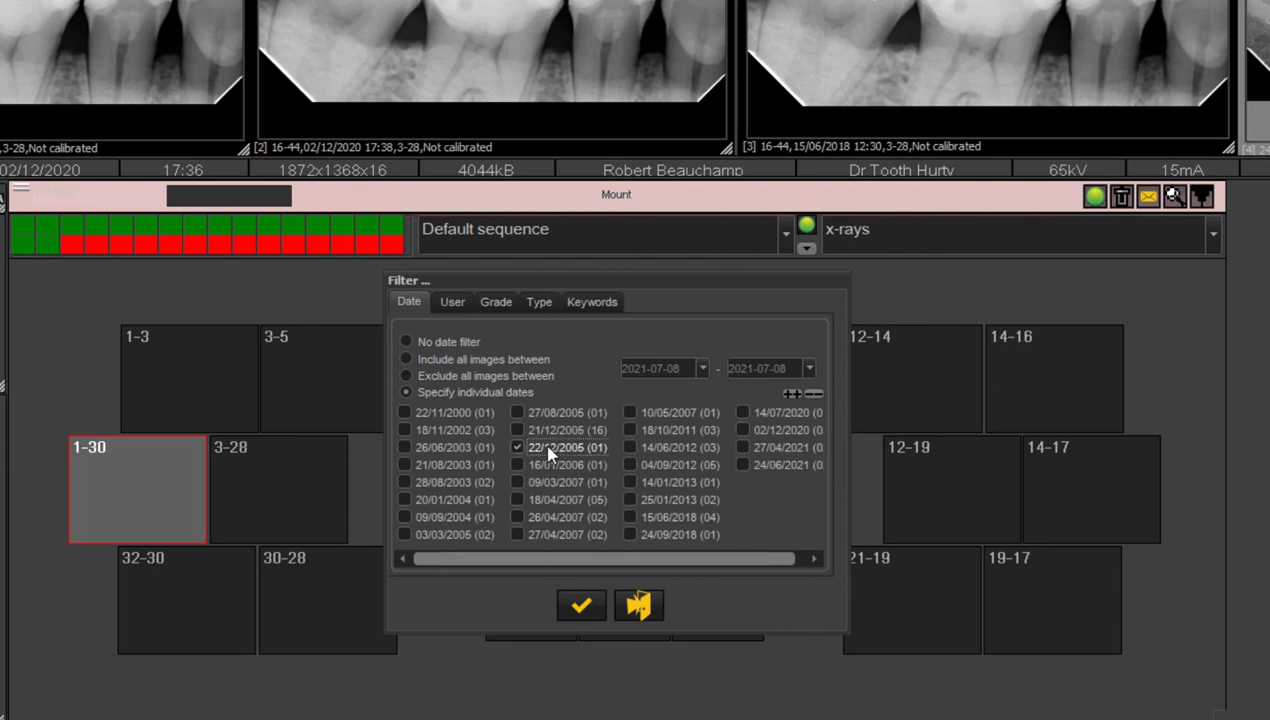 ,3-28,Not calibrated
[2] 16-44,02/12/2020 17:38,3-28,Not calibrated
[3] 16-44,15/06/2018 12:30,3-28,Not calibrated
02/12/2020 17:36 1872x1368x16 4044kB Robert Beauchamp Dr Tooth Hurty 65kV 15mA
Mount
Default sequence
x-rays
Filter ...
Date User Grade Type Keywords
No date filter
Include all images between
Exclude all images between
2021-07-08 - 2021-07-08
Specify individual dates
22/11/2000 (01) 27/08/2005 (01) 10/05/2007 (01) 14/07/2020 (0
18/11/2002 (03) 21/12/2005 (16) 18/10/2011 (03) 02/12/2020 (0
26/06/2003 (01) 22/12/2005 (01) 14/06/2012 (03) 27/04/2021 (0
21/08/2003 (01) 16/01/2006 (01) 04/09/2012 (05) 24/06/2021 (0
28/08/2003 (02) 09/03/2007 (01) 14/01/2013 (01)
20/01/2004 (01) 18/04/2007 (05) 25/01/2013 (02)
09/09/2004 (01) 26/04/2007 (02) 15/06/2018 (04)
03/03/2005 (02) 27/04/2007 (02) 24/09/2018 (01)
1-3
3-5
12-14
14-16
1-30
3-28
12-19
14-17
32-30
30-28
21-19
19-17